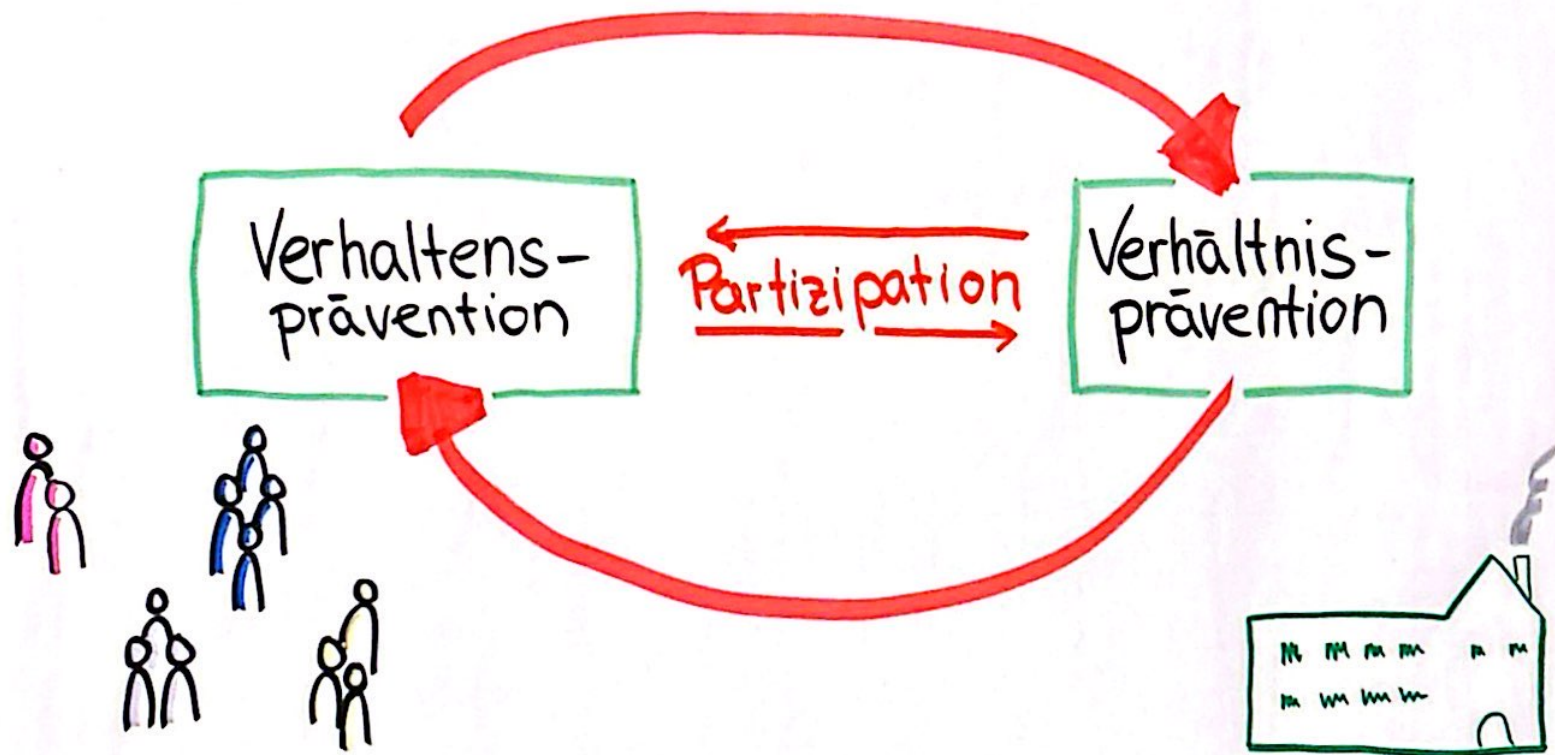 Verhaltens-
prävention
Partizipation
Verhältnis-
prävention